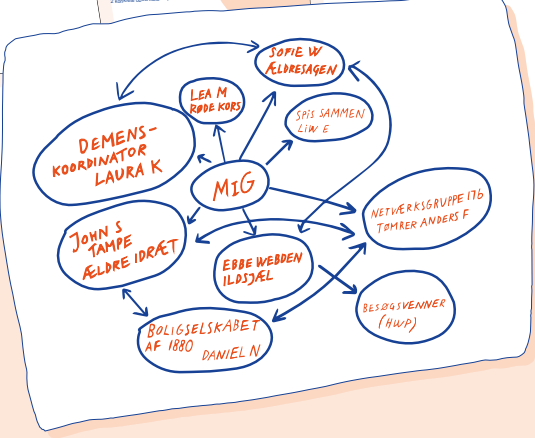 SOFIE W
ÆLDRESAGEN
LEA M
RØDE KORS
SPIS SAMMEN
LIW E
DEMENS-
KOORDINATOR
LAURA K
MIG
NETVÆRKSGRUPPE 17b
TØMRER ANDERS F
JOHN S
TAMPE
ÆLDRE IDRÆT
EBBE WEBDEN
ILDSJÆL
BESØGSVENNER
(HWP)
BOLIGSELSKABET
AF 1880
DANIEL N